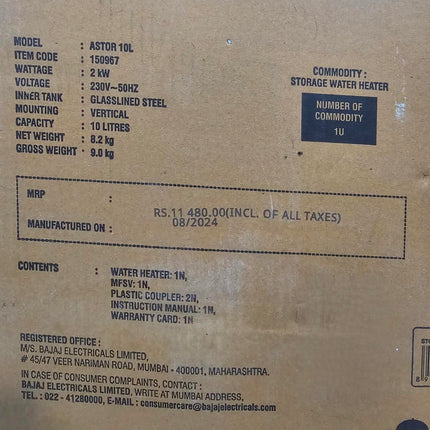 MODEL : ASTOR 10L
ITEM CODE : 150967
WATTAGE : 2 kW
VOLTAGE : 230V~50HZ
INNER TANK : GLASSLINED STEEL
MOUNTING : VERTICAL
CAPACITY : 10 LITRES
NET WEIGHT : 8.2kg
GROSS WEIGHT : 9.0kg
COMMODITY :
STORAGE WATER HEATER
NUMBER OF
COMMODITY
1U
MRP : RS.11 480.00(INCL. OF ALL TAXES)
MANUFACTURED ON : 08/2024
CONTENTS : WATER HEATER: 1N,
MFSV: 1N,
PLASTIC COUPLER: 2N,
INSTRUCTION MANUAL: 1N,
WARRANTY CARD: 1N
REGISTERED OFFICE :
M/S. BAJAJ ELECTRICALS LIMITED,
# 45/47 VEER NARIMAN ROAD, MUMBAI - 400001, MAHARASHTRA.
IN CASE OF CONSUMER COMPLAINTS, CONTACT :
BAJAJ ELECTRICALS LIMITED, WRITE AT MUMBAI ADDRESS,
TEL. : 022 - 41280000, E-MAIL : consumercare@bajajelectricals.com